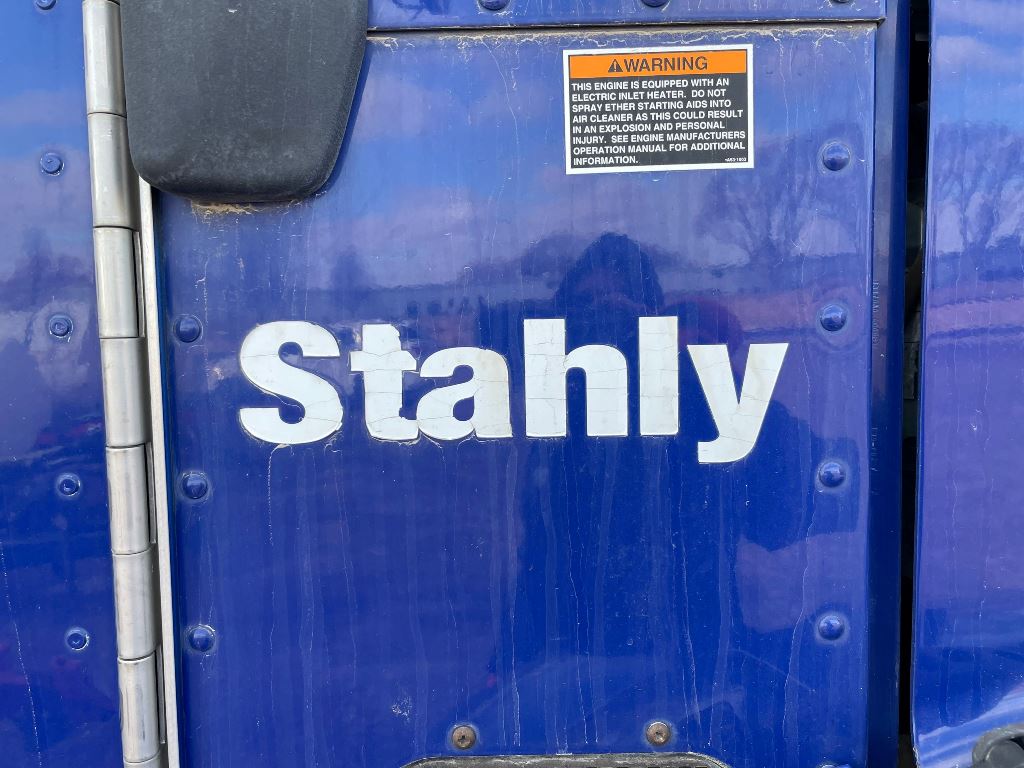 WARNING
THIS ENGINE IS EQUIPPED WITH AN
ELECTRIC INLET HEATER. DO NOT
SPRAY ETHER STARTING AIDS INTO
AIR CLEANER AS THIS COULD RESULT
IN AN EXPLOSION AND PERSONAL
INJURY. SEE ENGINE MANUFACTURERS
OPERATION MANUAL FOR ADDITIONAL
INFORMATION.
Stahly